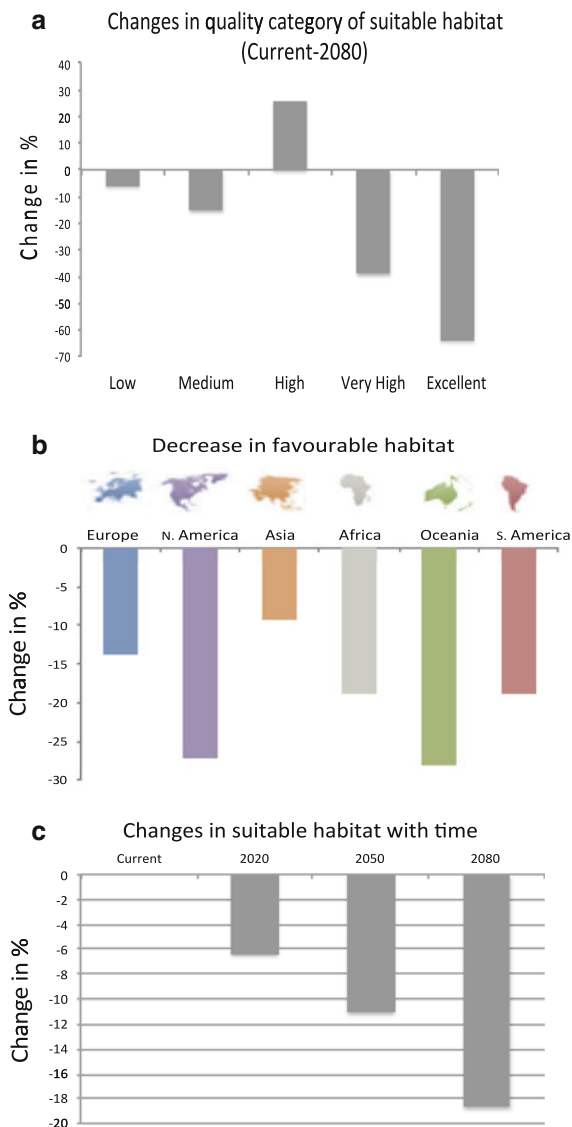 a
Changes in quality category of suitable habitat
(Current-2080)
Change in %
40
30
20
10
0
-10
-20
-30
-40
-50
-60
-70
Low Medium High Very High Excellent
b
Decrease in favourable habitat
Europe N. America Asia Africa Oceania S. America
Change in %
0
-5
-10
-15
-20
-25
-30
c
Changes in suitable habitat with time
Current 2020 2050 2080
Change in %
0
-2
-4
-6
-8
-10
-12
-14
-16
-18
-20